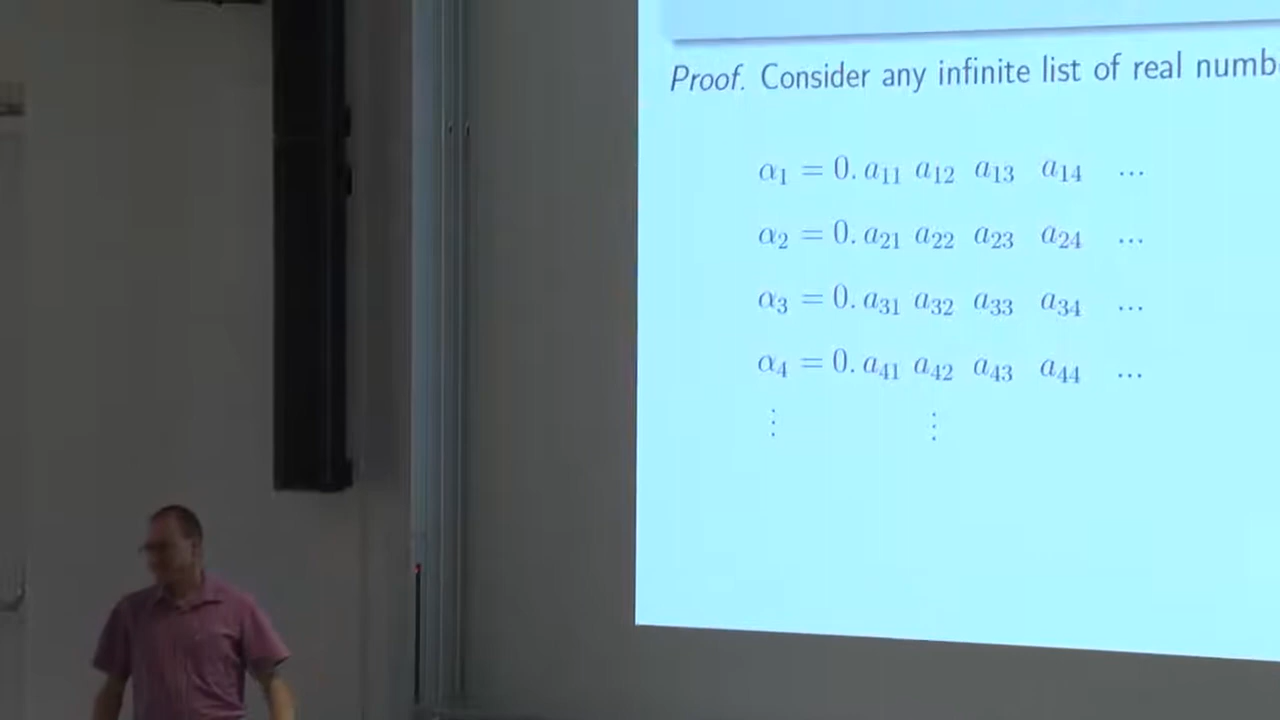 Proof. Consider any infinite list of real
α₁ = 0. a₁₁ a₁₂ a₁₃ a₁₄ ...
α₂ = 0. a₂₁ a₂₂ a₂₃ a₂₄ ...
α₃ = 0. a₃₁ a₃₂ a₃₃ a₃₄ ...
α₄ = 0. a₄₁ a₄₂ a₄₃ a₄₄ ...
⋮ ⋮